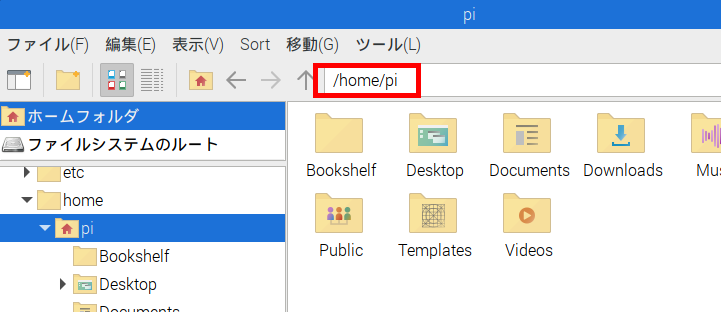 pi
ファイル(F) 編集(E) 表示(V) Sort 移動(G) ツール(L)
/home/pi
ホームフォルダ
ファイルシステムのルート
etc
home
pi
Bookshelf
Desktop
Documents
Bookshelf Desktop Documents Downloads Mu
Public Templates Videos